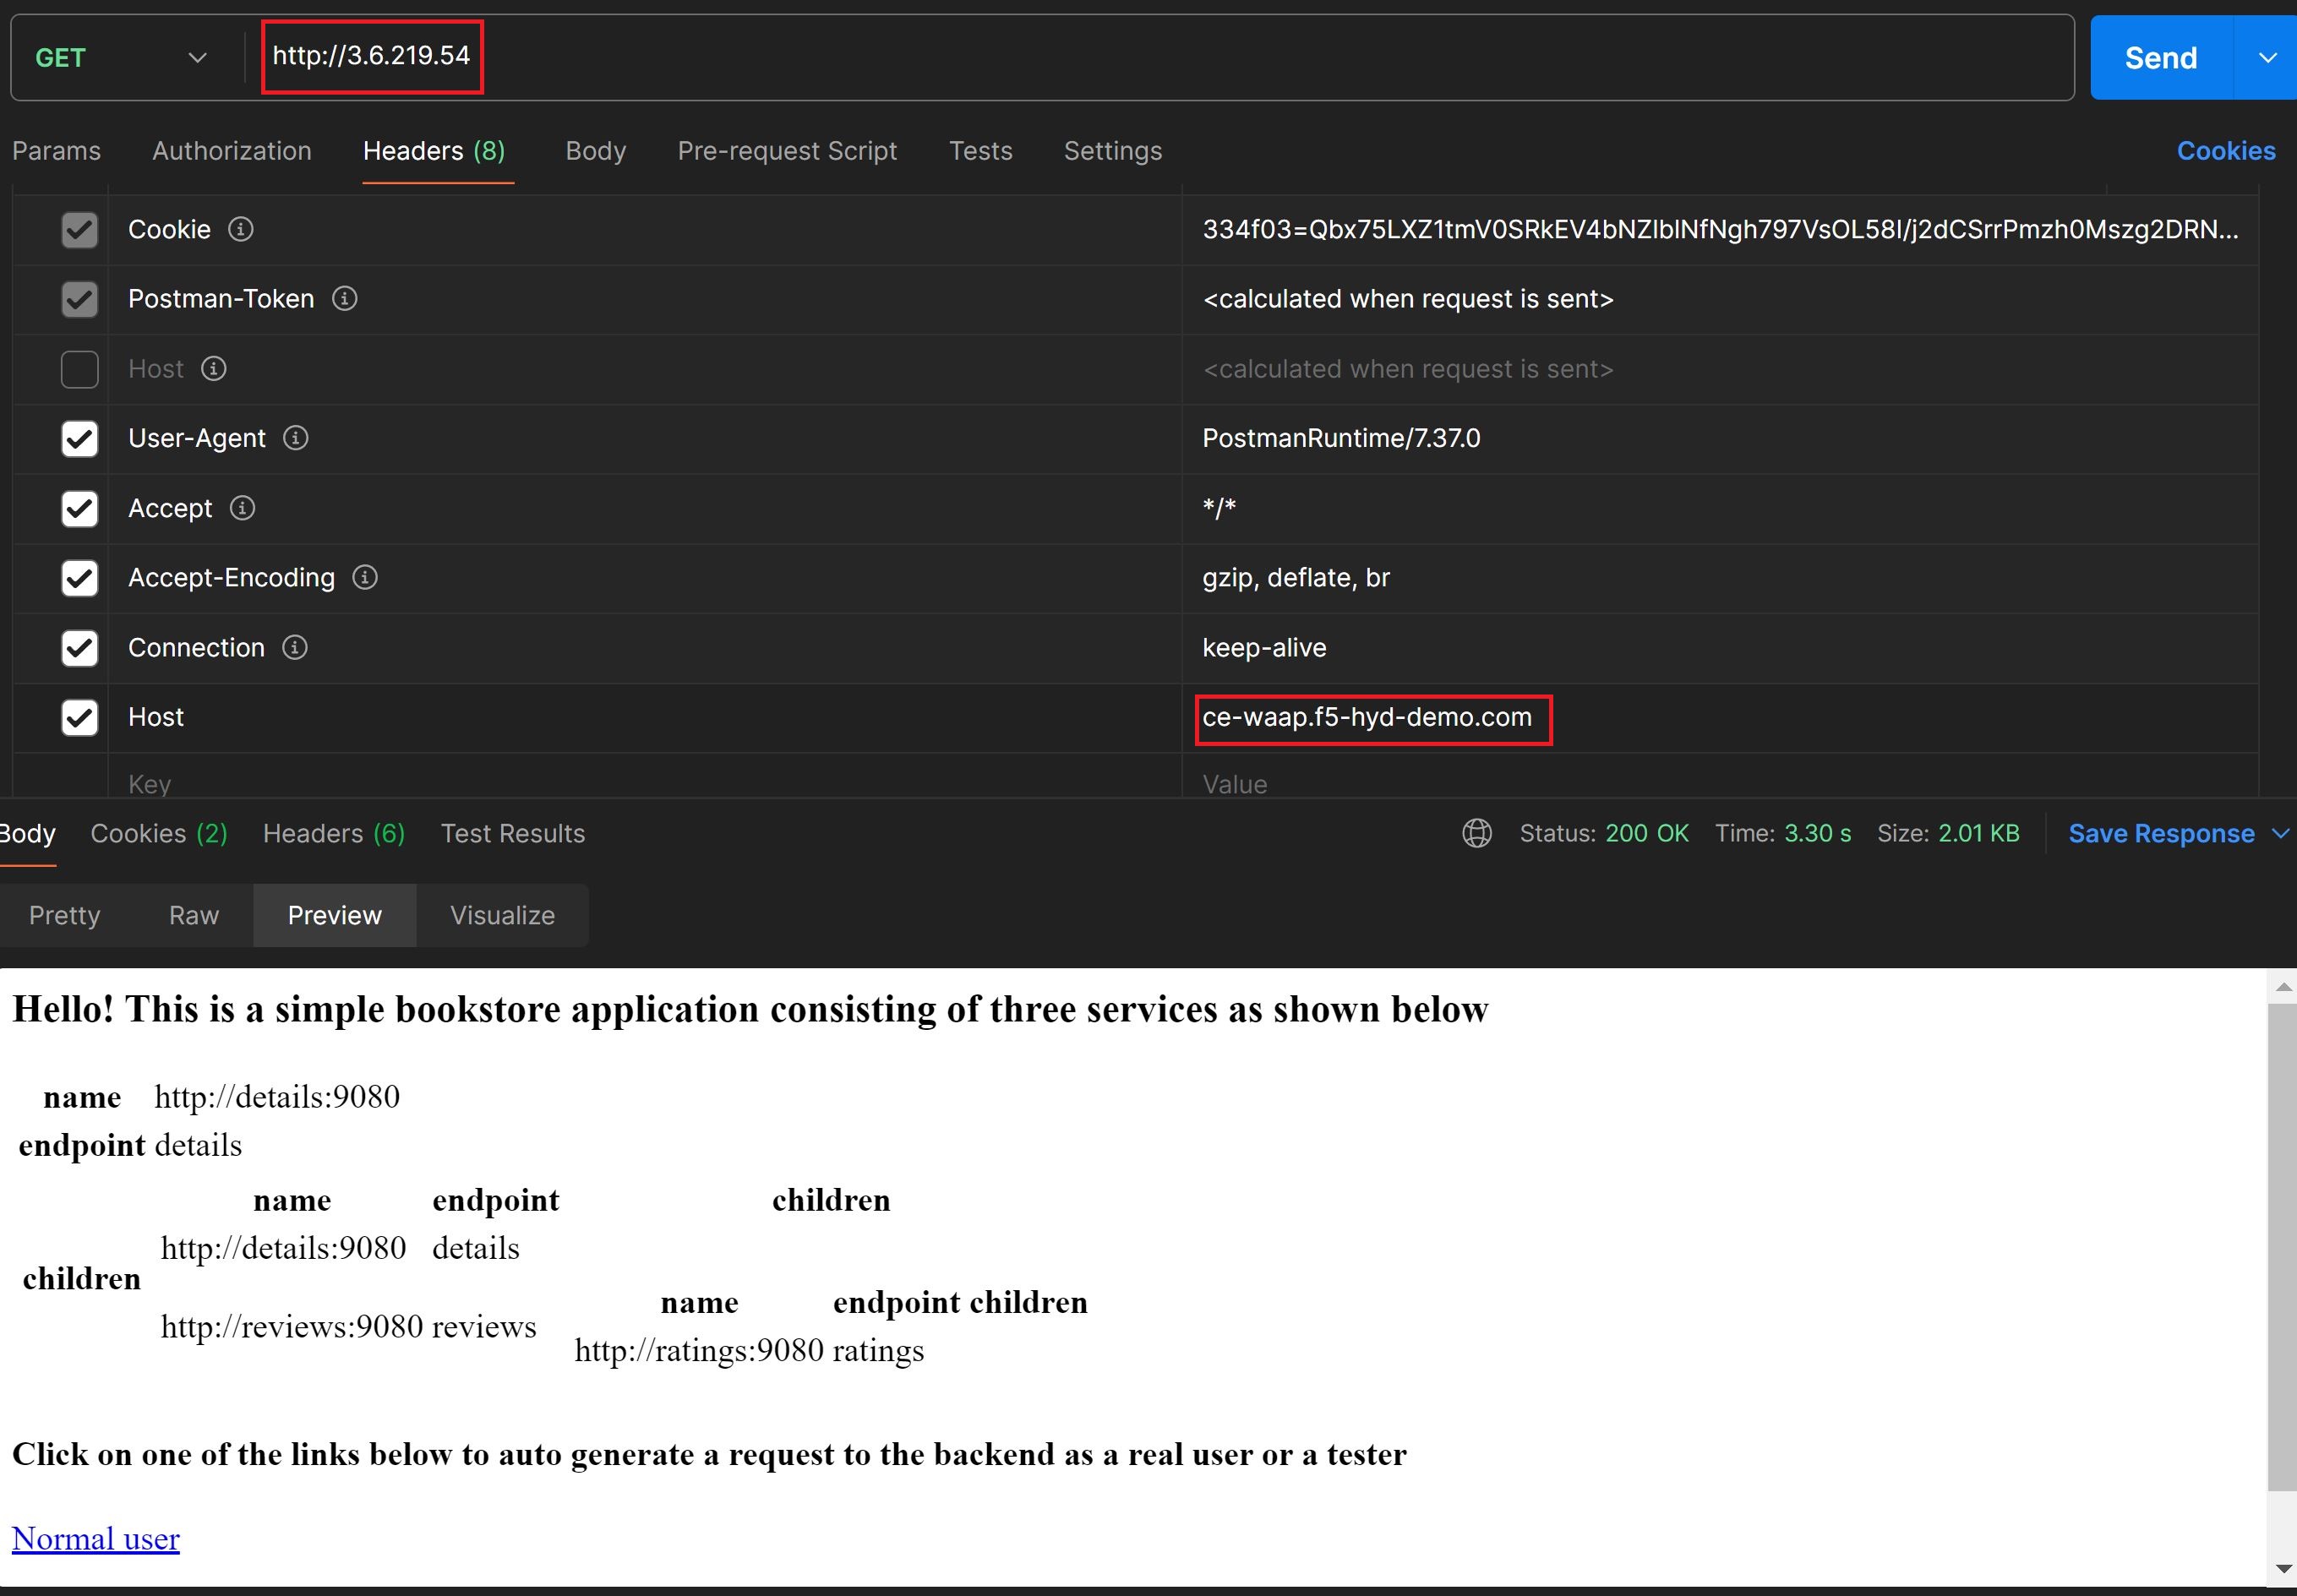 GET http://3.6.219.54 Send
Params Authorization Headers (8) Body Pre-request Script Tests Settings Cookies
Cookie 334f03=Qbx75LXZ1tmV0SRkEV4bNZIblNfNgh797VsOL58I/j2dCSrrPmzh0Mszg2DRN...
Postman-Token <calculated when request is sent>
Host <calculated when request is sent>
User-Agent PostmanRuntime/7.37.0
Accept */*
Accept-Encoding gzip, deflate, br
Connection keep-alive
Host ce-waap.f5-hyd-demo.com
Key Value
Body Cookies (2) Headers (6) Test Results Status: 200 OK Time: 3.30 s Size: 2.01 KB Save Response
Pretty Raw Preview Visualize
Hello! This is a simple bookstore application consisting of three services as shown below
name http://details:9080
endpoint details
name endpoint children
http://details:9080 details
children
name endpoint children
http://reviews:9080 reviews
http://ratings:9080 ratings
Click on one of the links below to auto generate a request to the backend as a real user or a tester
Normal user